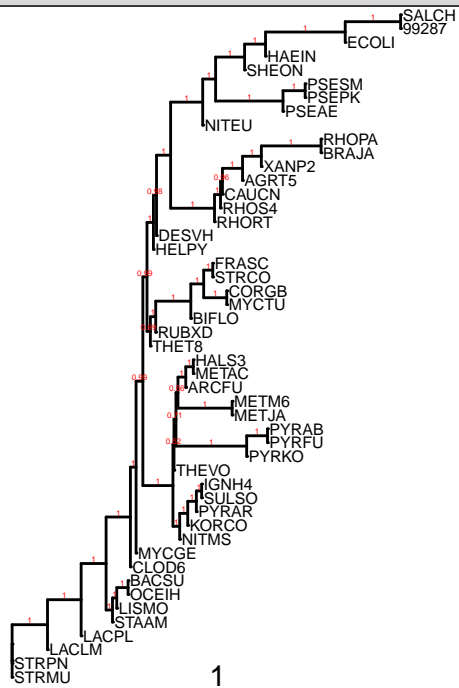 SALCH
99287
ECOLI
HAEIN
SHEON
PSESM
PSEPK
PSEAE
NITEU
RHOPA
BRAJA
XANP2
AGRT5
CAUCN
RHOS4
RHORT
DESVH
HELPY
FRASC
STRCO
CORGB
MYCTU
BIFLO
RUBXD
THET8
HALS3
METAC
ARCFU
METM6
METJA
PYRAB
PYRFU
PYRKO
THEVO
IGNH4
SULSO
PYRAR
KORCO
NITMS
MYCGE
CLOD6
BACSU
OCEIH
LISMO
STAAM
LACPL
LACLM
STRPN
STRMU
1